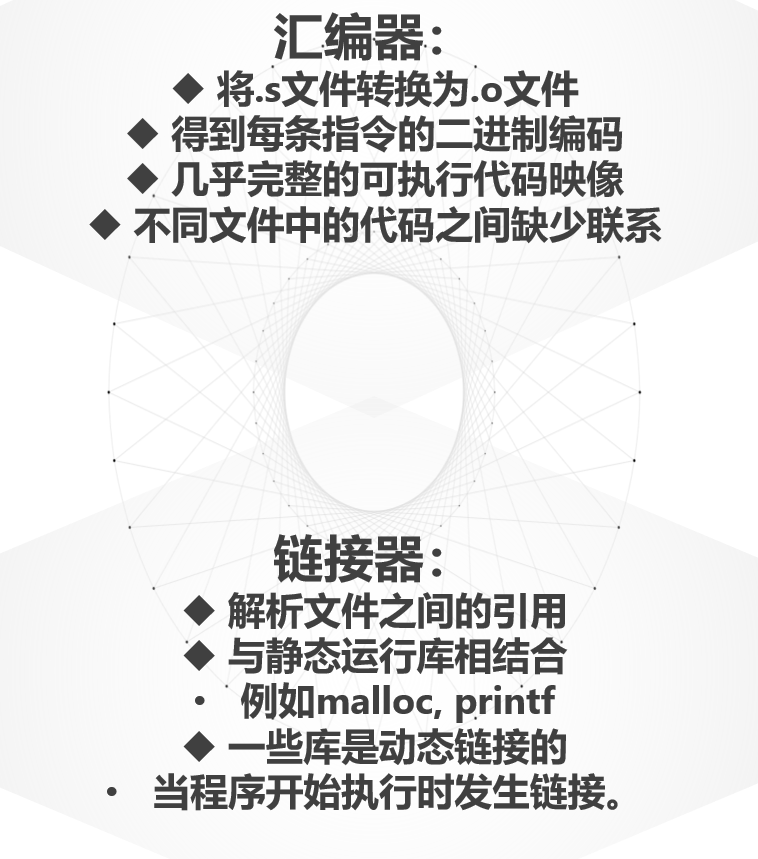 汇编器：
◆ 将.s文件转换为.o文件
◆ 得到每条指令的二进制编码
◆ 几乎完整的可执行代码映像
◆ 不同文件中的代码之间缺少联系
链接器：
◆ 解析文件之间的引用
◆ 与静态运行库相结合
• 例如malloc, printf
◆ 一些库是动态链接的
• 当程序开始执行时发生链接。